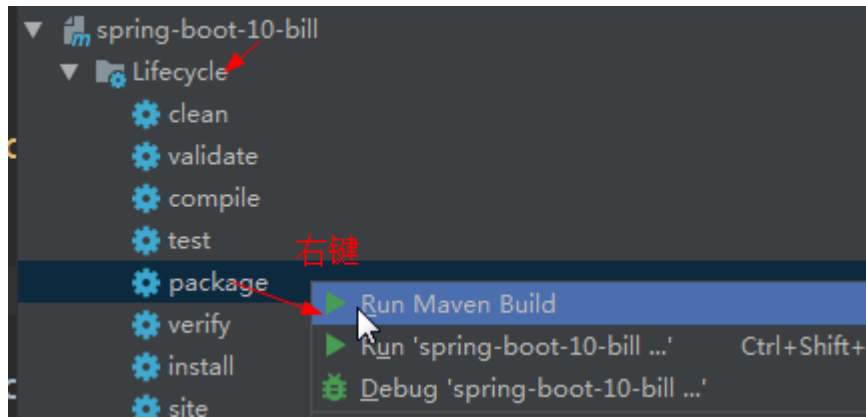 spring-boot-10-bill
Lifecycle
clean
validate
compile
test
右键
package
Run Maven Build
verify
Run 'spring-boot-10-bill ...' Ctrl+Shift+
install
Debug 'spring-boot-10-bill ...'
site